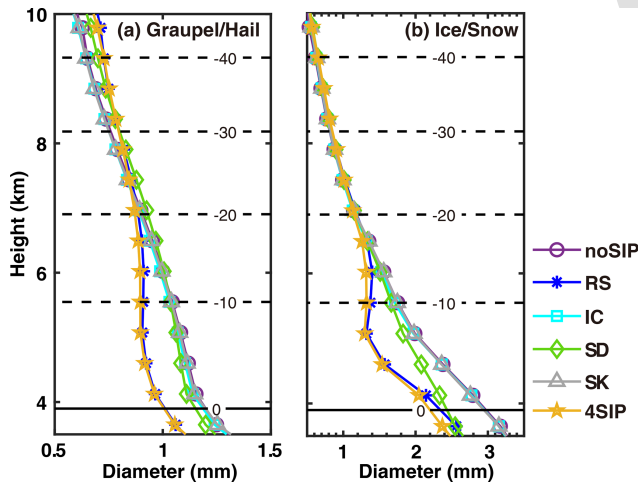 (a) Graupel/Hail
(b) Ice/Snow
10
8
6
4
Height (km)
-40
-30
-20
-10
0
-40
-30
-20
-10
0
0.5
1
1.5
1
2
3
Diameter (mm)
Diameter (mm)
noSIP
RS
IC
SD
SK
4SIP